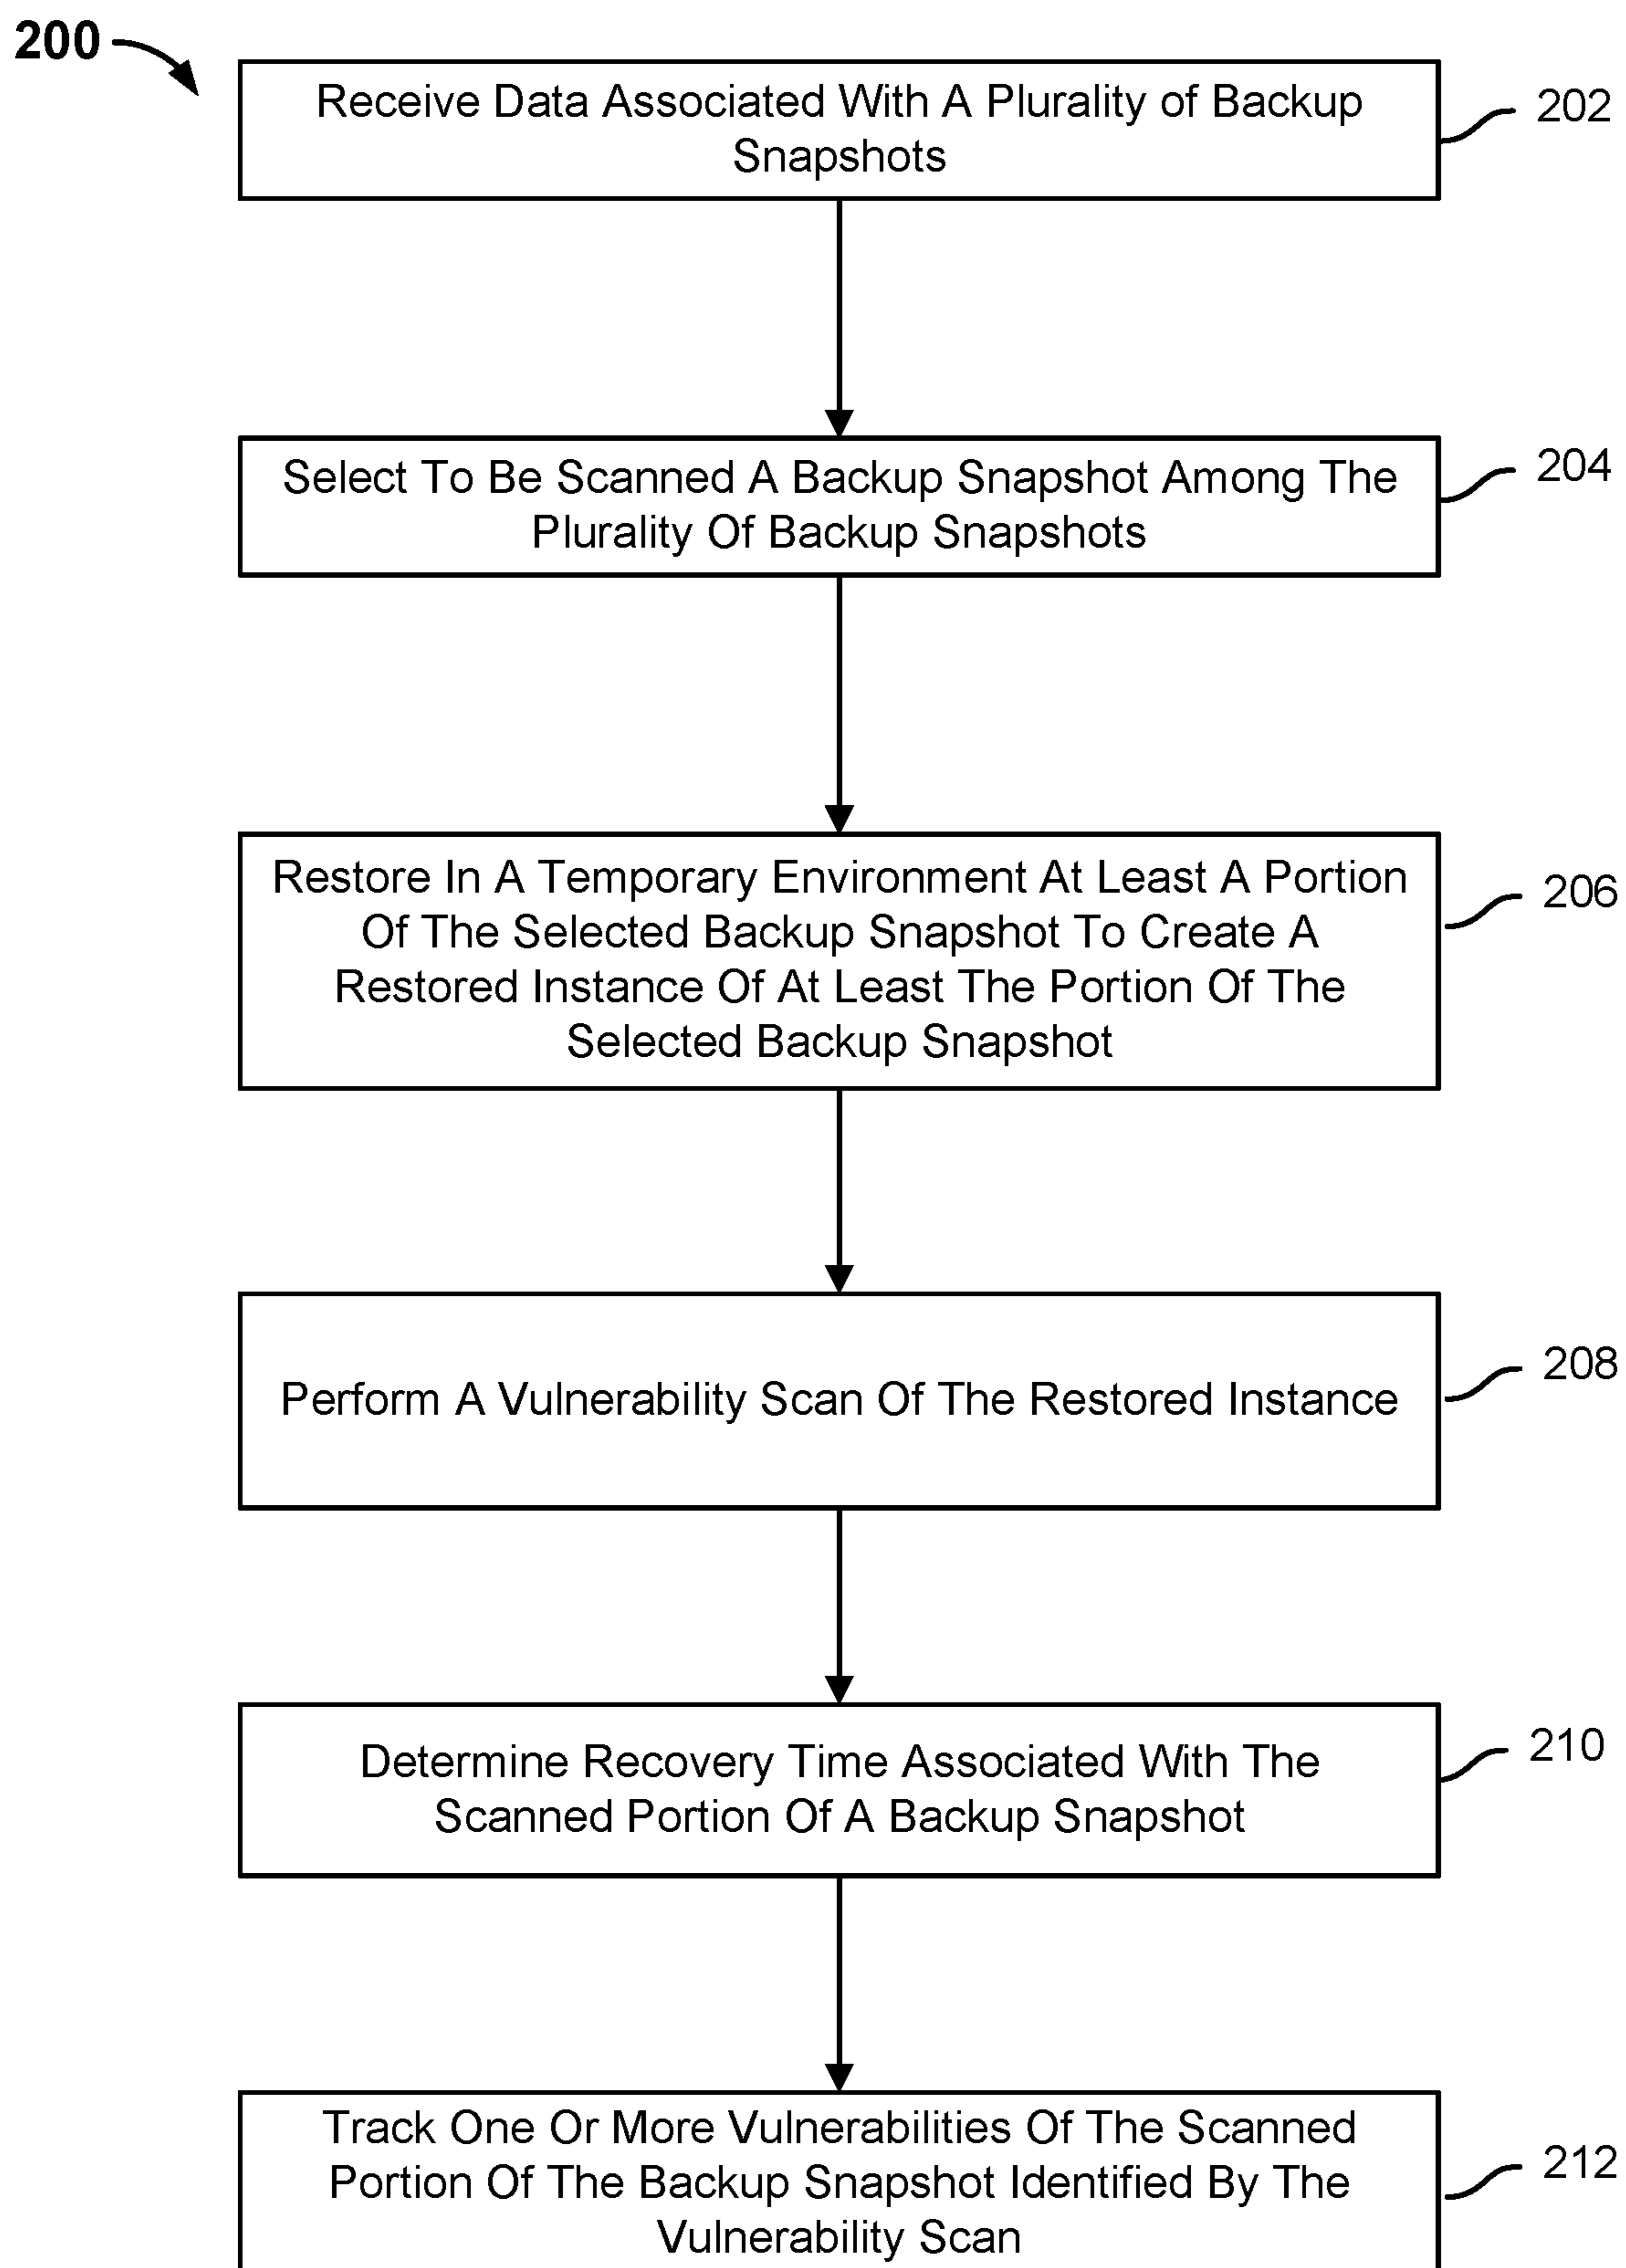 200
Receive Data Associated With A Plurality of Backup
Snapshots
202
Select To Be Scanned A Backup Snapshot Among The
Plurality Of Backup Snapshots
204
Restore In A Temporary Environment At Least A Portion
Of The Selected Backup Snapshot To Create A
Restored Instance Of At Least The Portion Of The
Selected Backup Snapshot
206
Perform A Vulnerability Scan Of The Restored Instance
208
Determine Recovery Time Associated With The
Scanned Portion Of A Backup Snapshot
210
Track One Or More Vulnerabilities Of The Scanned
Portion Of The Backup Snapshot Identified By The
Vulnerability Scan
212